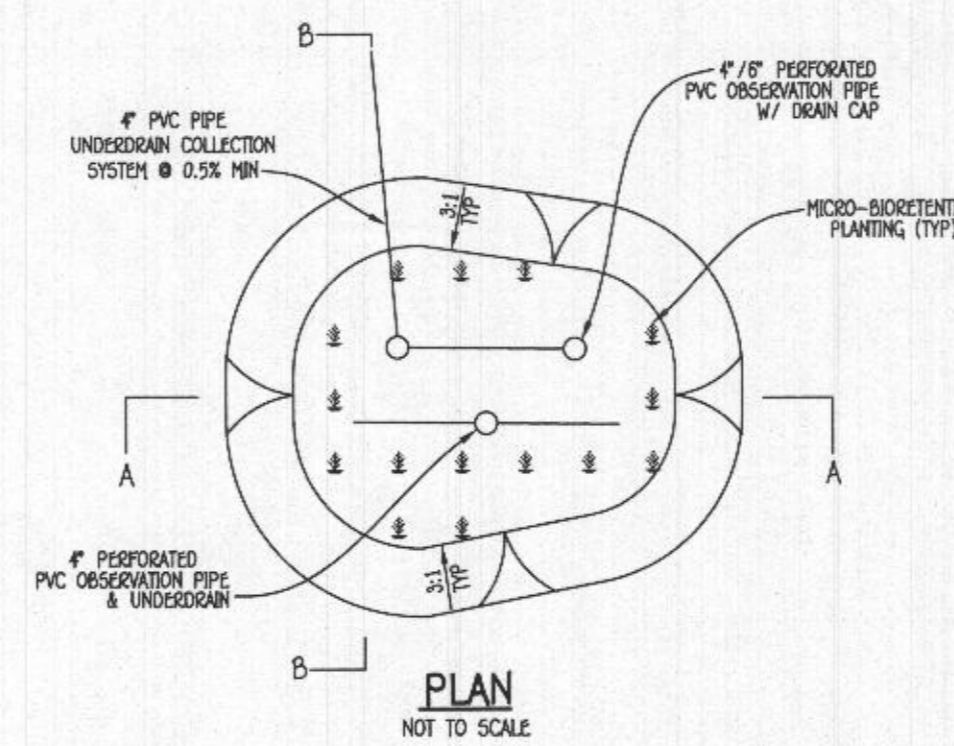 B
4" PVC PIPE
UNDERDRAIN COLLECTION
SYSTEM @ 0.5% MIN
4"/6" PERFORATED
PVC OBSERVATION PIPE
W/ DRAIN CAP
3:1
TYP
MICRO-BIORETENTI
PLANTING (TYP)
A
A
4" PERFORATED
PVC OBSERVATION PIPE
& UNDERDRAIN
3:1
TYP
B
PLAN
NOT TO SCALE